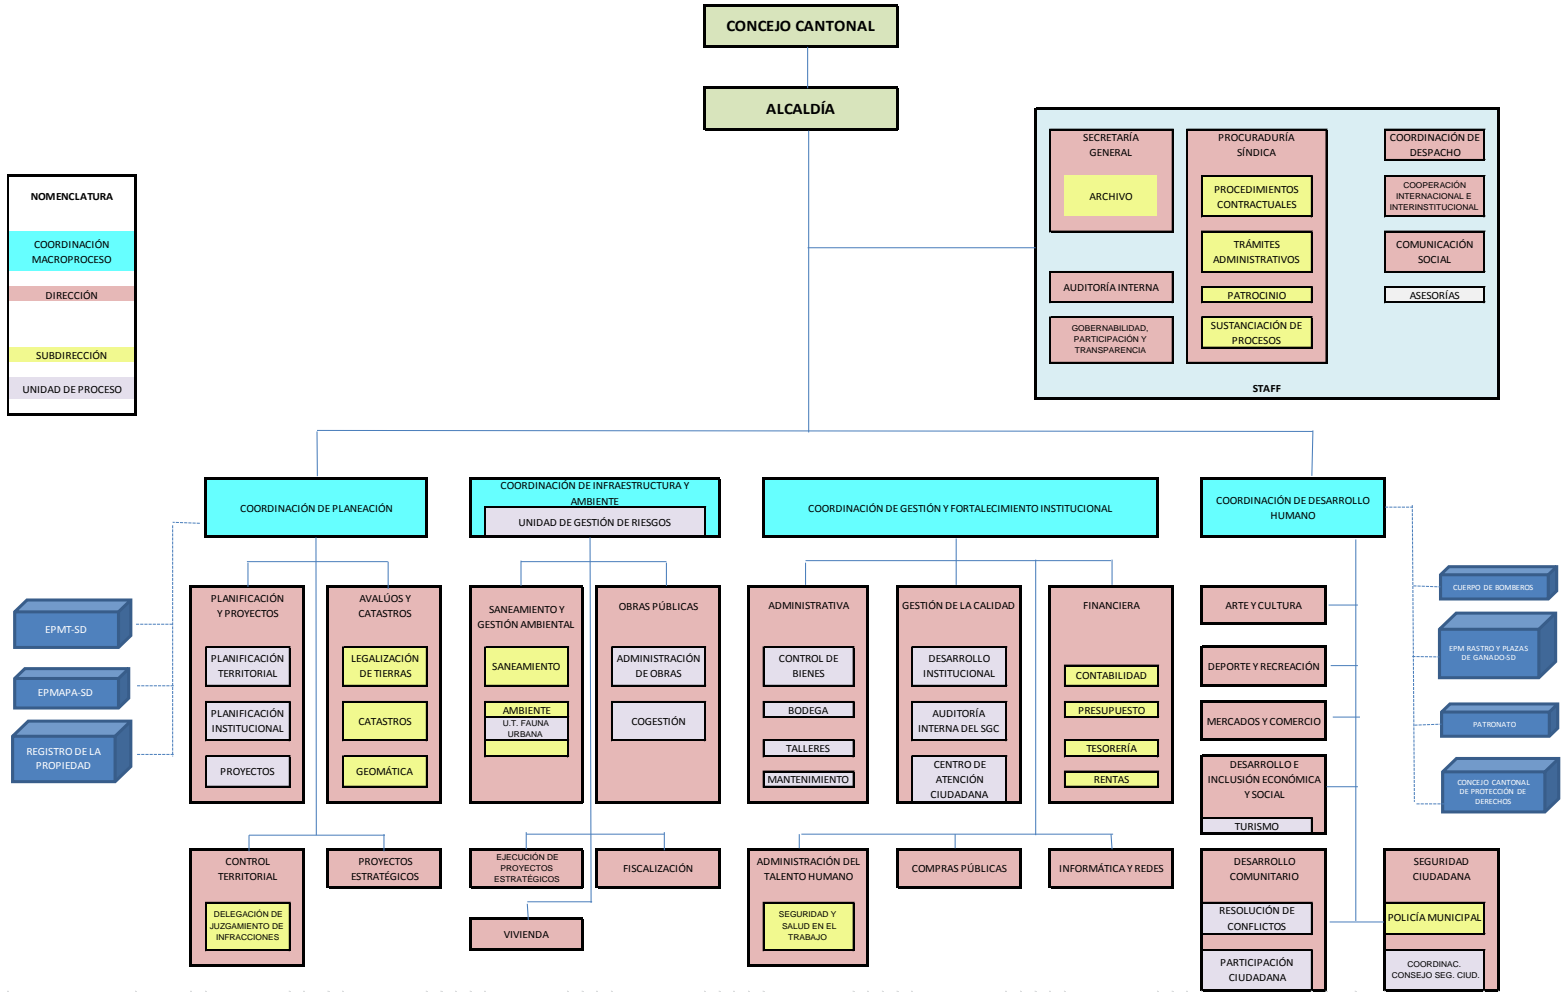 CONCEJO CANTONAL
ALCALDÍA
NOMENCLATURA
COORDINACIÓN
MACROPROCESO
DIRECCIÓN
SUBDIRECCIÓN
UNIDAD DE PROCESO
SECRETARÍA
GENERAL
ARCHIVO
AUDITORÍA INTERNA
GOBERNABILIDAD,
PARTICIPACIÓN Y
TRANSPARENCIA
PROCURADURÍA
SÍNDICA
PROCEDIMIENTOS
CONTRACTUALES
TRÁMITES
ADMINISTRATIVOS
PATROCINIO
SUSTANCIACIÓN DE
PROCESOS
COORDINACIÓN DE
DESPACHO
COOPERACIÓN
INTERNACIONAL E
INTERINSTITUCIONAL
COMUNICACIÓN
SOCIAL
ASESORÍAS
STAFF
COORDINACIÓN DE PLANEACIÓN
COORDINACIÓN DE INFRAESTRUCTURA Y
AMBIENTE
UNIDAD DE GESTIÓN DE RIESGOS
COORDINACIÓN DE GESTIÓN Y FORTALECIMIENTO INSTITUCIONAL
COORDINACIÓN DE DESARROLLO
HUMANO
EPMT-SD
EPMAPA-SD
REGISTRO DE LA
PROPIEDAD
PLANIFICACIÓN
Y PROYECTOS
PLANIFICACIÓN
TERRITORIAL
PLANIFICACIÓN
INSTITUCIONAL
PROYECTOS
AVALÚOS Y
CATASTROS
LEGALIZACIÓN
DE TIERRAS
CATASTROS
GEOMÁTICA
CONTROL
TERRITORIAL
DELEGACIÓN DE
JUZGAMIENTO DE
INFRACCIONES
PROYECTOS
ESTRATÉGICOS
SANEAMIENTO Y
GESTIÓN AMBIENTAL
SANEAMIENTO
AMBIENTE
U.T. FAUNA
URBANA
OBRAS PÚBLICAS
ADMINISTRACIÓN
DE OBRAS
COGESTIÓN
EJECUCIÓN DE
PROYECTOS
ESTRATÉGICOS
FISCALIZACIÓN
VIVIENDA
ADMINISTRATIVA
CONTROL DE
BIENES
BODEGA
TALLERES
MANTENIMIENTO
GESTIÓN DE LA CALIDAD
DESARROLLO
INSTITUCIONAL
AUDITORÍA
INTERNA DEL SGC
CENTRO DE
ATENCIÓN
CIUDADANA
FINANCIERA
CONTABILIDAD
PRESUPUESTO
TESORERÍA
RENTAS
ADMINISTRACIÓN DEL
TALENTO HUMANO
SEGURIDAD Y
SALUD EN EL
TRABAJO
COMPRAS PÚBLICAS
INFORMÁTICA Y REDES
ARTE Y CULTURA
DEPORTE Y RECREACIÓN
MERCADOS Y COMERCIO
DESARROLLO E
INCLUSIÓN ECONÓMICA
Y SOCIAL
TURISMO
DESARROLLO
COMUNITARIO
RESOLUCIÓN DE
CONFLICTOS
PARTICIPACIÓN
CIUDADANA
SEGURIDAD
CIUDADANA
POLICÍA MUNICIPAL
COORDINAC.
CONSEJO SEG. CIUD.
CUERPO DE BOMBEROS
EPM RASTRO Y PLAZAS
DE GANADO-SD
PATRONATO
CONCEJO CANTONAL
DE PROTECCIÓN DE
DERECHOS